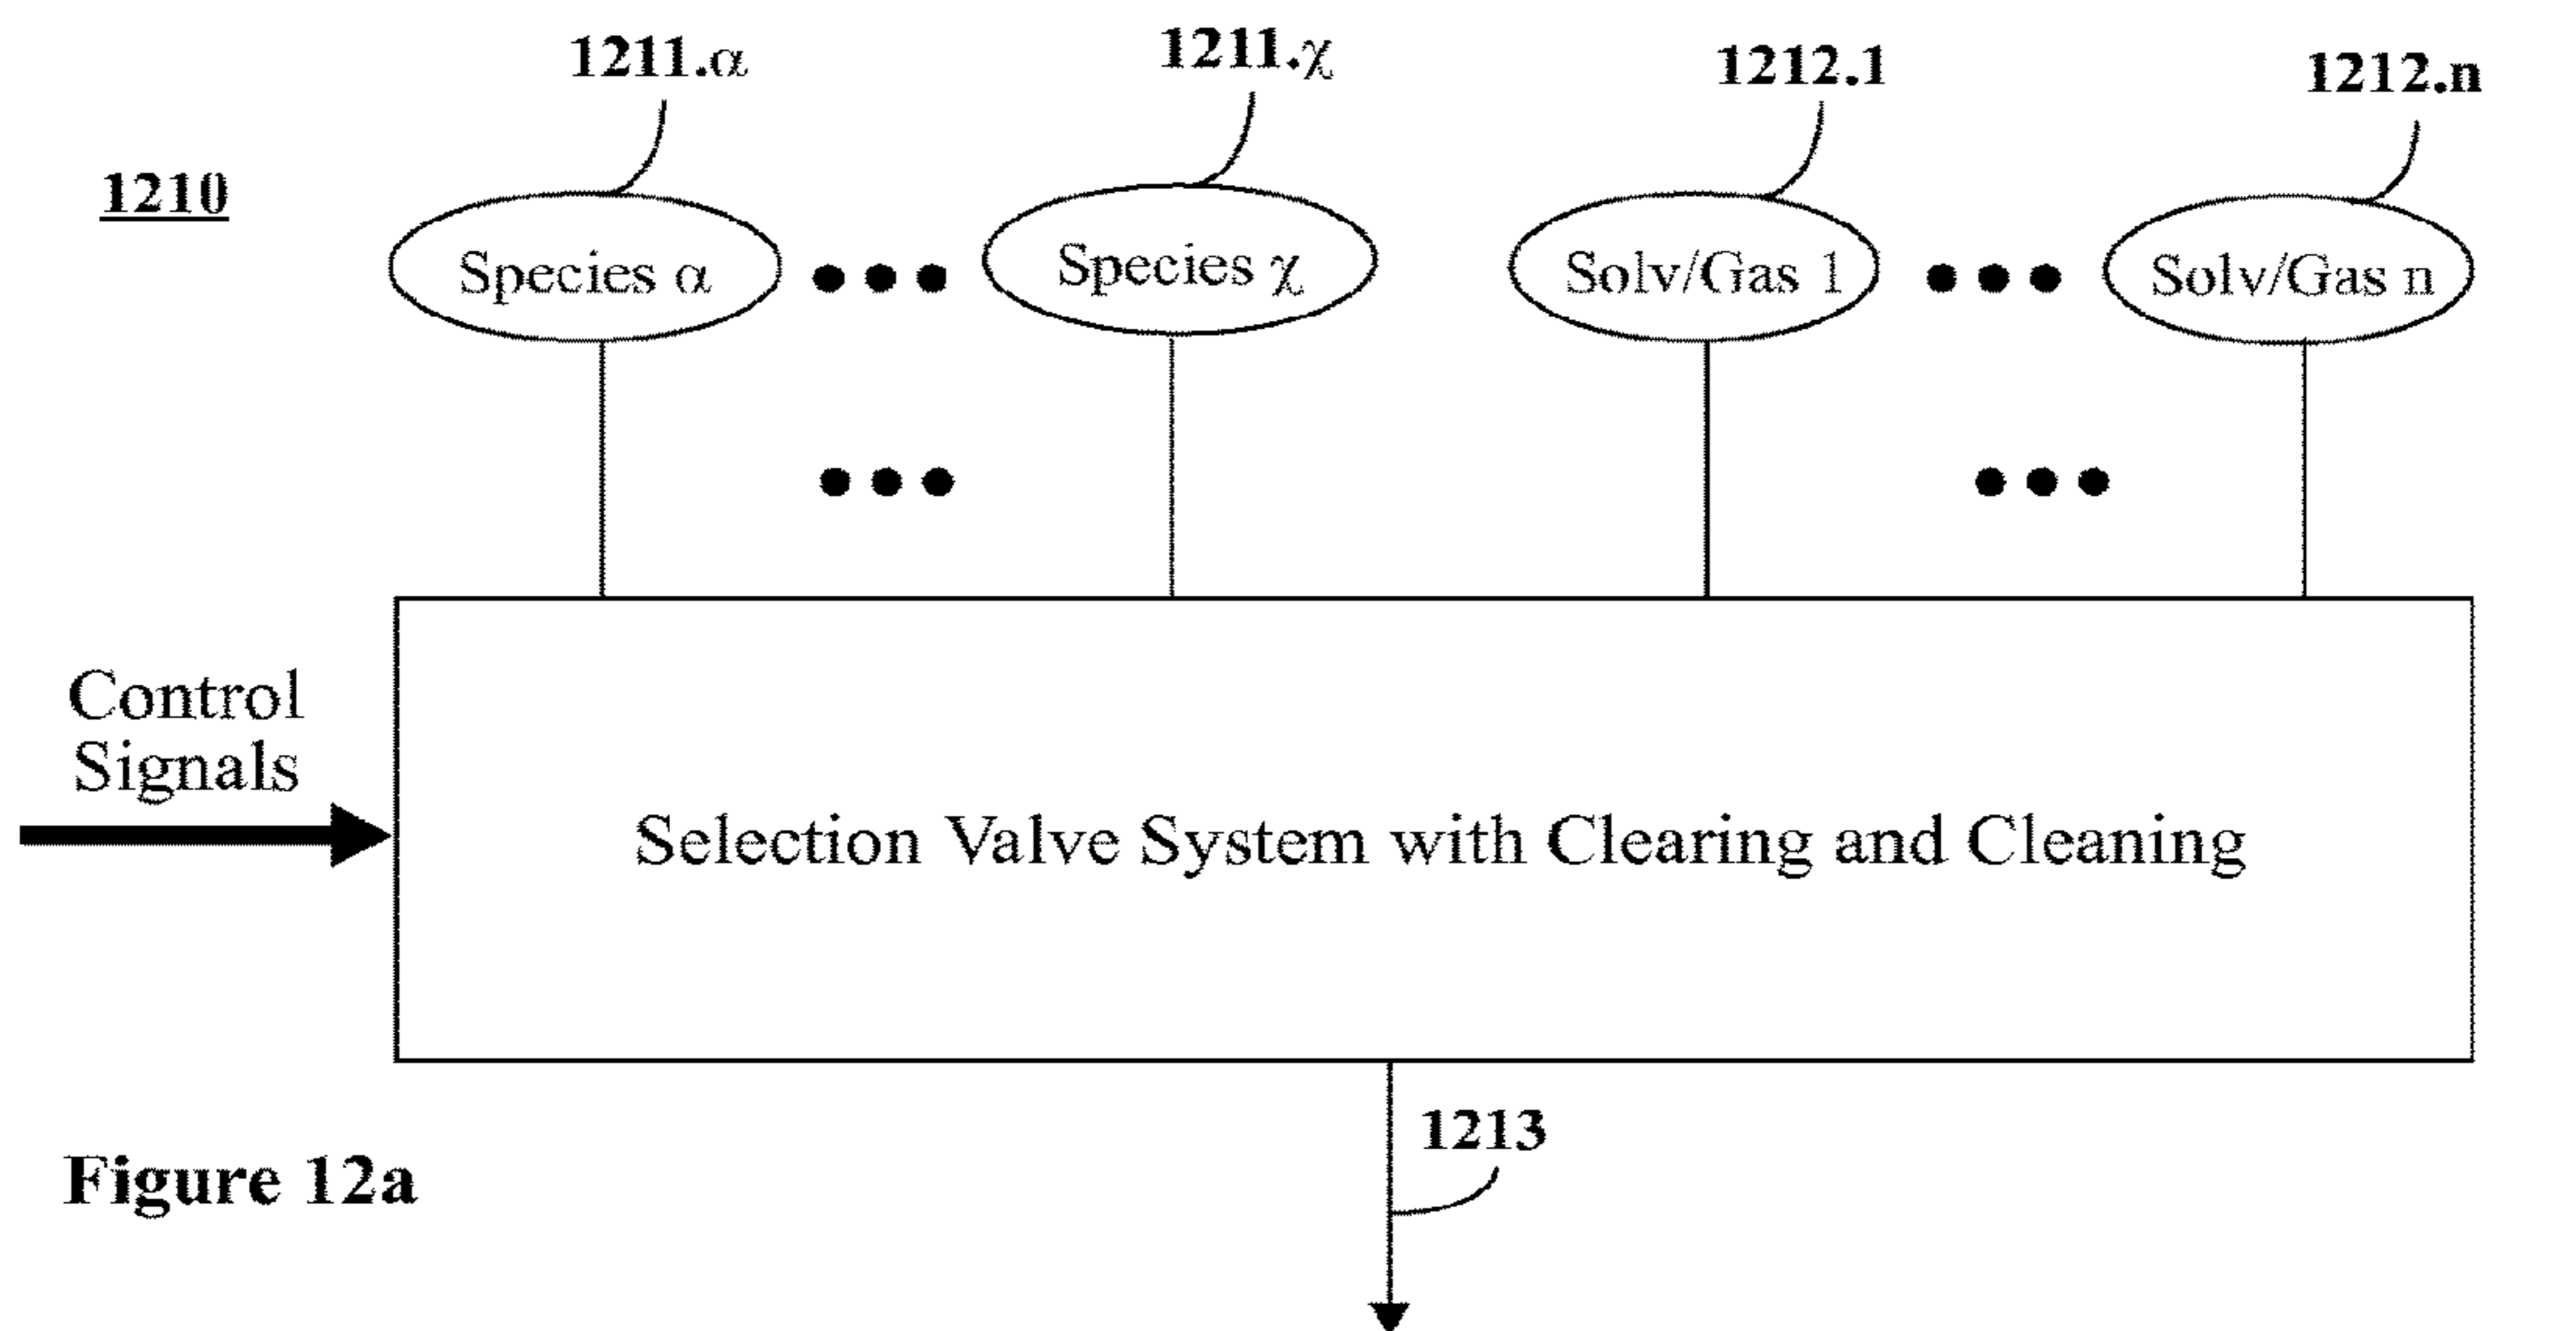 1211.α
1211.χ
1212.1
1212.n
1210
Species α
Species χ
Solv/Gas 1
Solv/Gas n
Control
Signals
Selection Valve System with Clearing and Cleaning
1213
Figure 12a